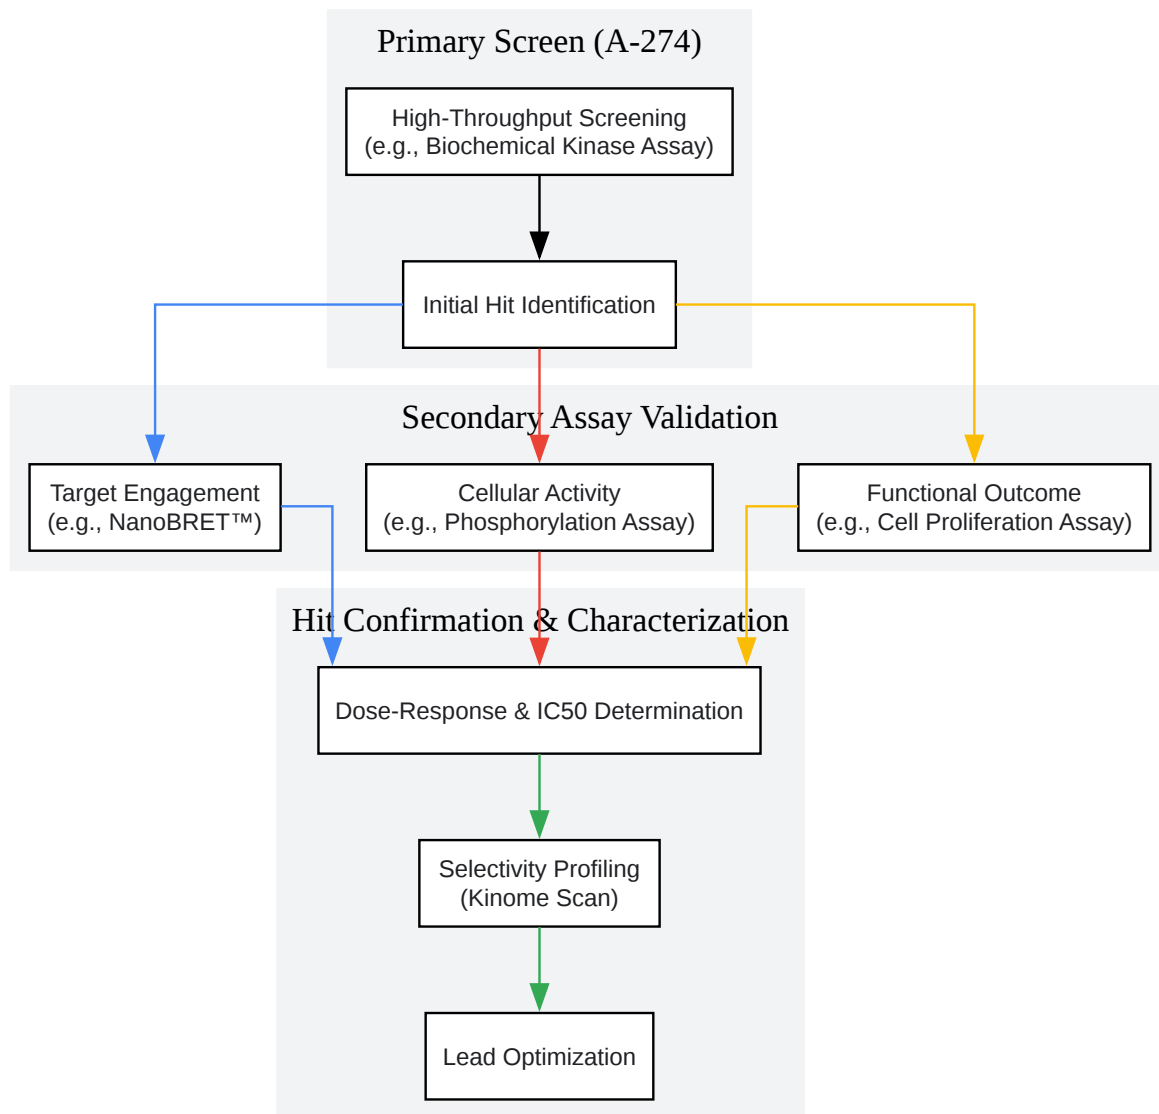 Primary Screen (A-274)
High-Throughput Screening
(e.g., Biochemical Kinase Assay)
Initial Hit Identification
Secondary Assay Validation
Target Engagement
(e.g., NanoBRET™)
Cellular Activity
(e.g., Phosphorylation Assay)
Functional Outcome
(e.g., Cell Proliferation Assay)
Hit Confirmation & Characterization
Dose-Response & IC50 Determination
Selectivity Profiling
(Kinome Scan)
Lead Optimization